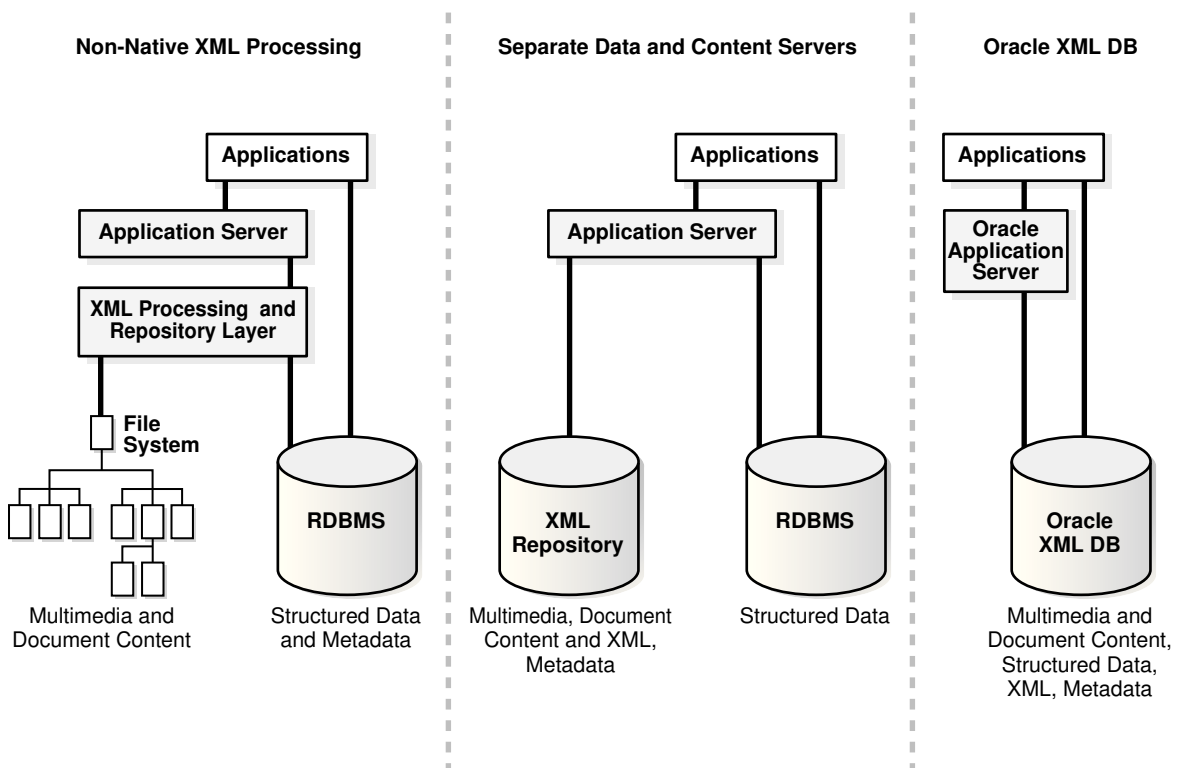 Non-Native XML Processing
Applications
Application Server
XML Processing and
Repository Layer
File
System
RDBMS
Multimedia and
Document Content
Structured Data
and Metadata
Separate Data and Content Servers
Applications
Application Server
XML
Repository
RDBMS
Multimedia, Document
Content and XML,
Metadata
Structured Data
Oracle XML DB
Applications
Oracle
Application
Server
Oracle
XML DB
Multimedia and
Document Content,
Structured Data,
XML, Metadata